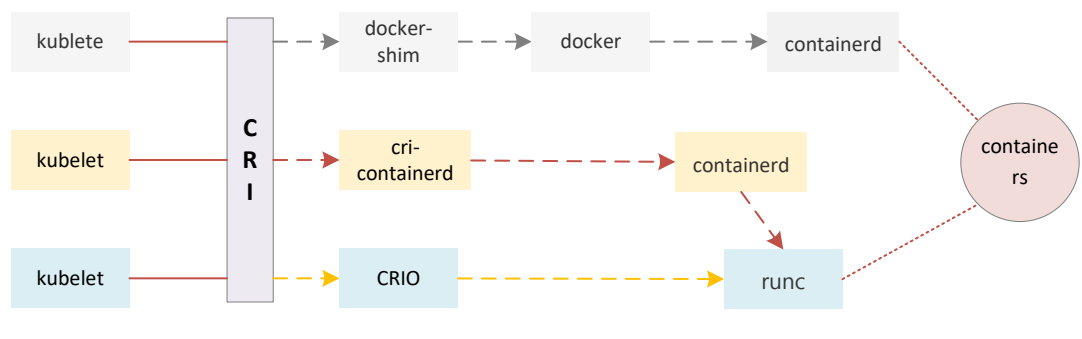 kublete
docker-
shim
docker
containerd
C
R
I
kubelet
cri-
containerd
containerd
containe
rs
kubelet
CRIO
runc